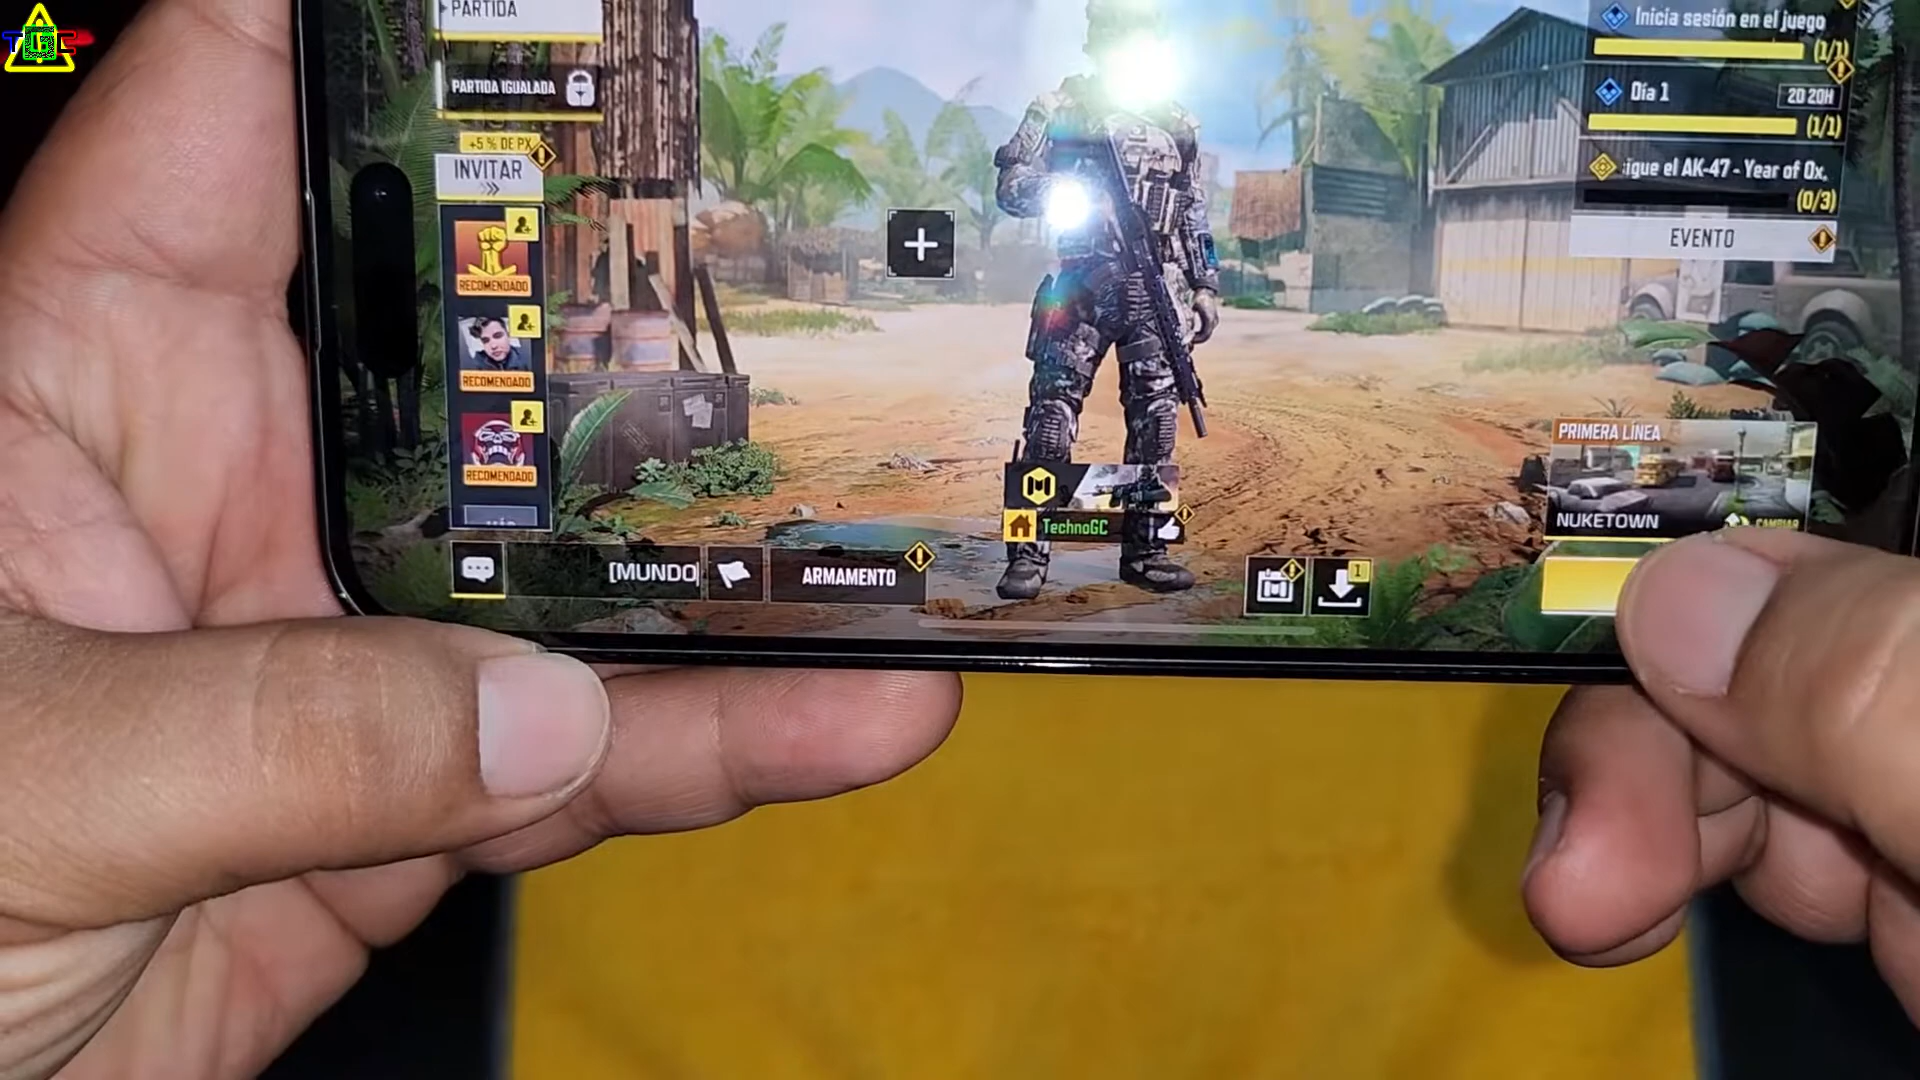 TGC
PARTIDA
PARTIDA IGUALADA
+5 % DE PX
INVITAR
RECOMENDADO
RECOMENDADO
RECOMENDADO
[MUNDO]
ARMAMENTO
TechnoGC
1
Inicia sesión en el juego
(1/1)
Día 1
20 20H
(1/1)
igue el AK-47 - Year of Ox,
(0/3)
EVENTO
PRIMERA LÍNEA
NUKETOWN
CAMBIAR